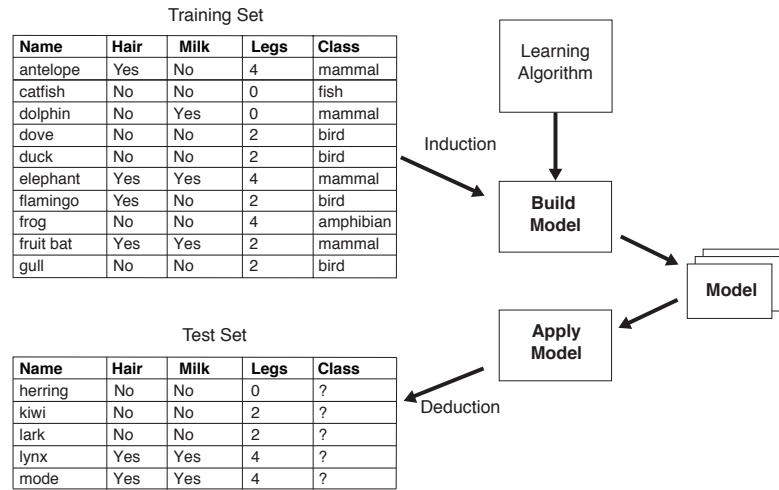 Training Set
Name Hair Milk Legs Class
antelope Yes No 4 mammal
catfish No No 0 fish
dolphin No Yes 0 mammal
dove No No 2 bird
duck No No 2 bird
elephant Yes Yes 4 mammal
flamingo Yes No 2 bird
frog No No 4 amphibian
fruit bat Yes Yes 2 mammal
gull No No 2 bird
Learning
Algorithm
Induction
Build
Model
Model
Apply
Model
Deduction
Test Set
Name Hair Milk Legs Class
herring No No 0 ?
kiwi No No 2 ?
lark No No 2 ?
lynx Yes Yes 4 ?
mode Yes Yes 4 ?